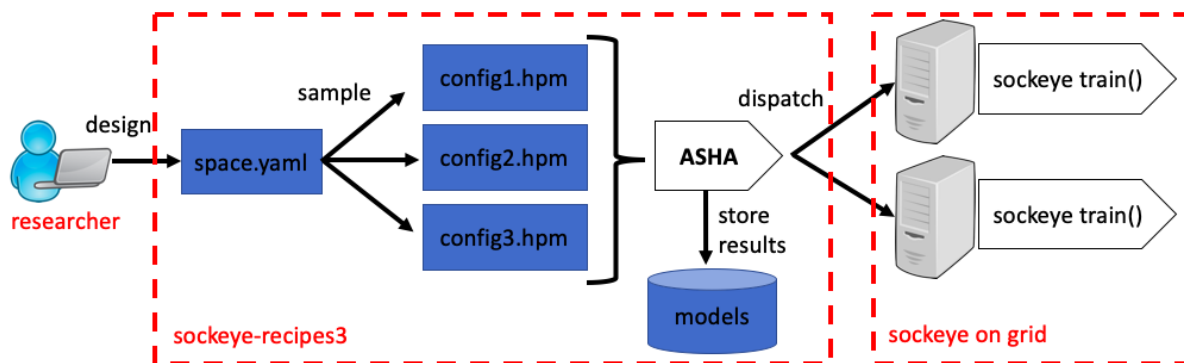 researcher
design
space.yaml
sample
config1.hpm
config2.hpm
config3.hpm
ASHA
store
results
models
sockeye-recipes3
dispatch
sockeye train()
sockeye train()
sockeye on grid